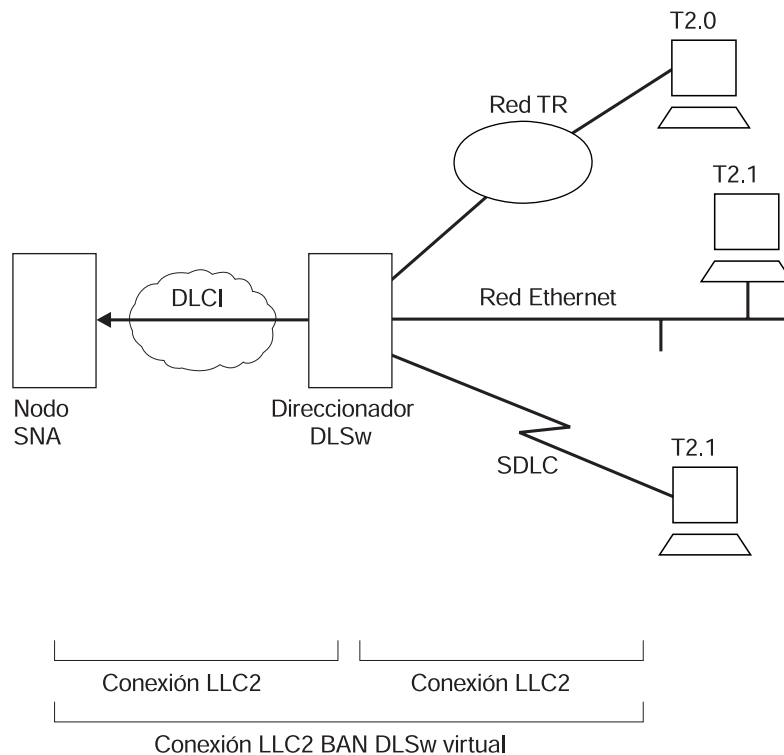 T2.0
Red TR
T2.1
DLCI
Red Ethernet
Nodo
SNA
Direccionador
DLSw
SDLC
T2.1
Conexión LLC2
Conexión LLC2
Conexión LLC2 BAN DLSw virtual